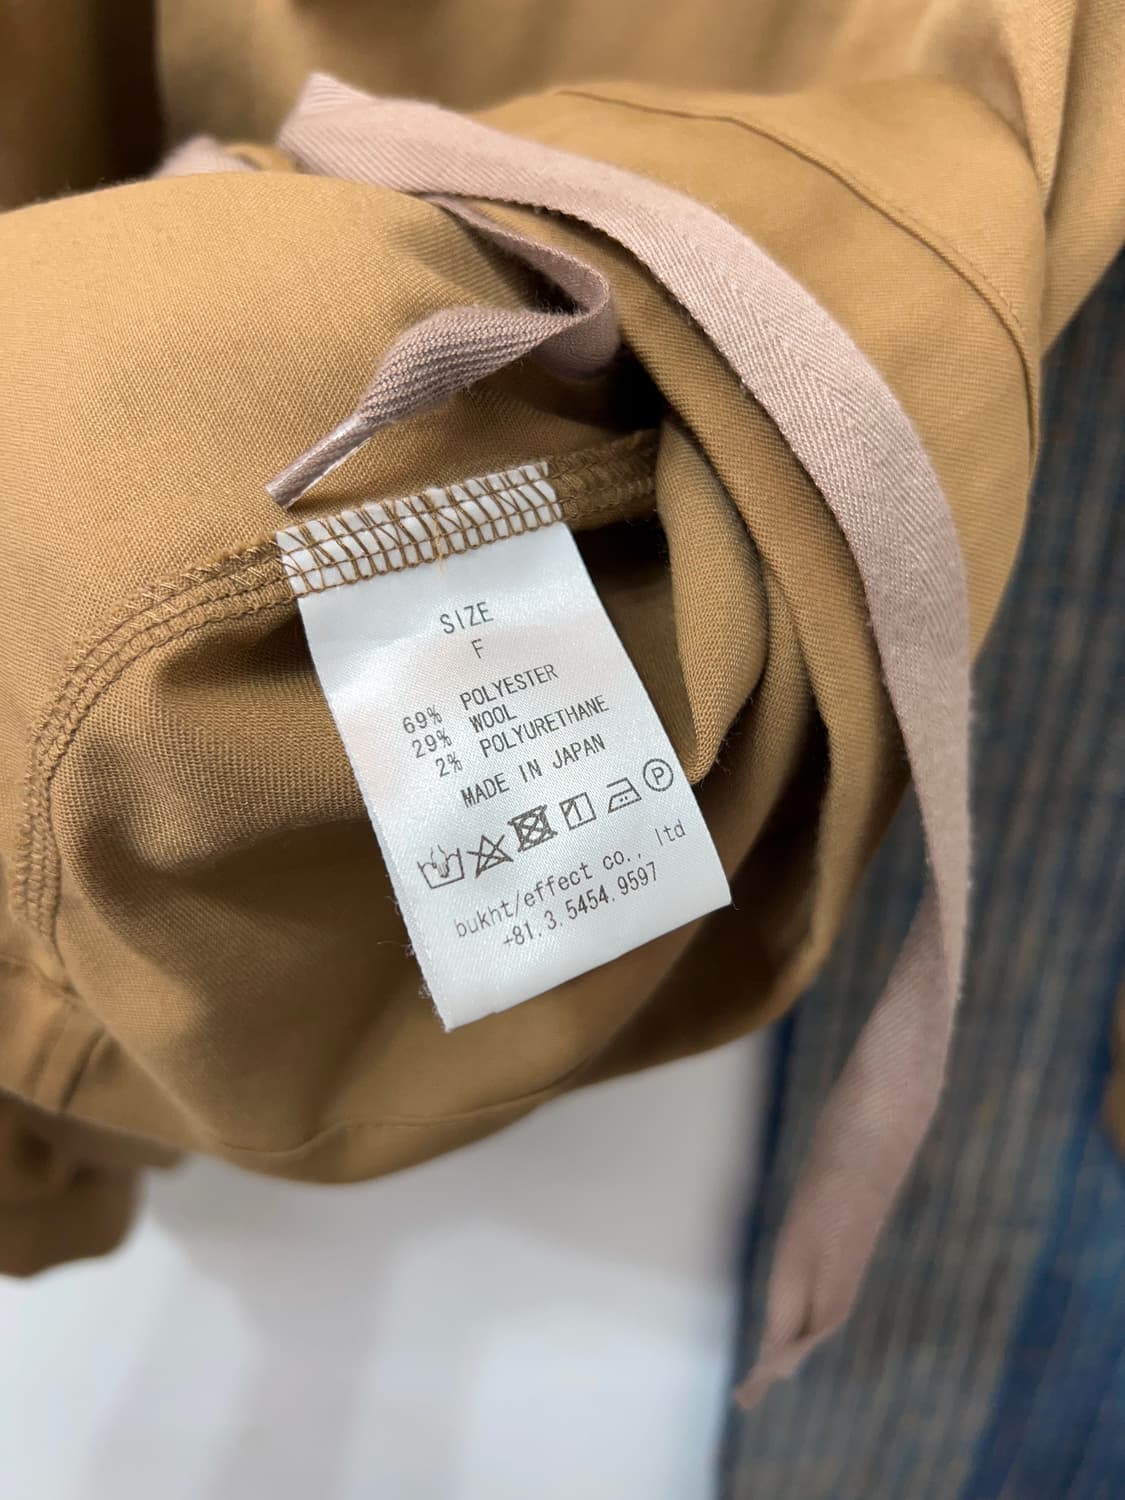 SIZE
F
69% POLYESTER
29% WOOL
2% POLYURETHANE
MADE IN JAPAN
P
bukht/effect co., ltd
+81.3.5454.9597